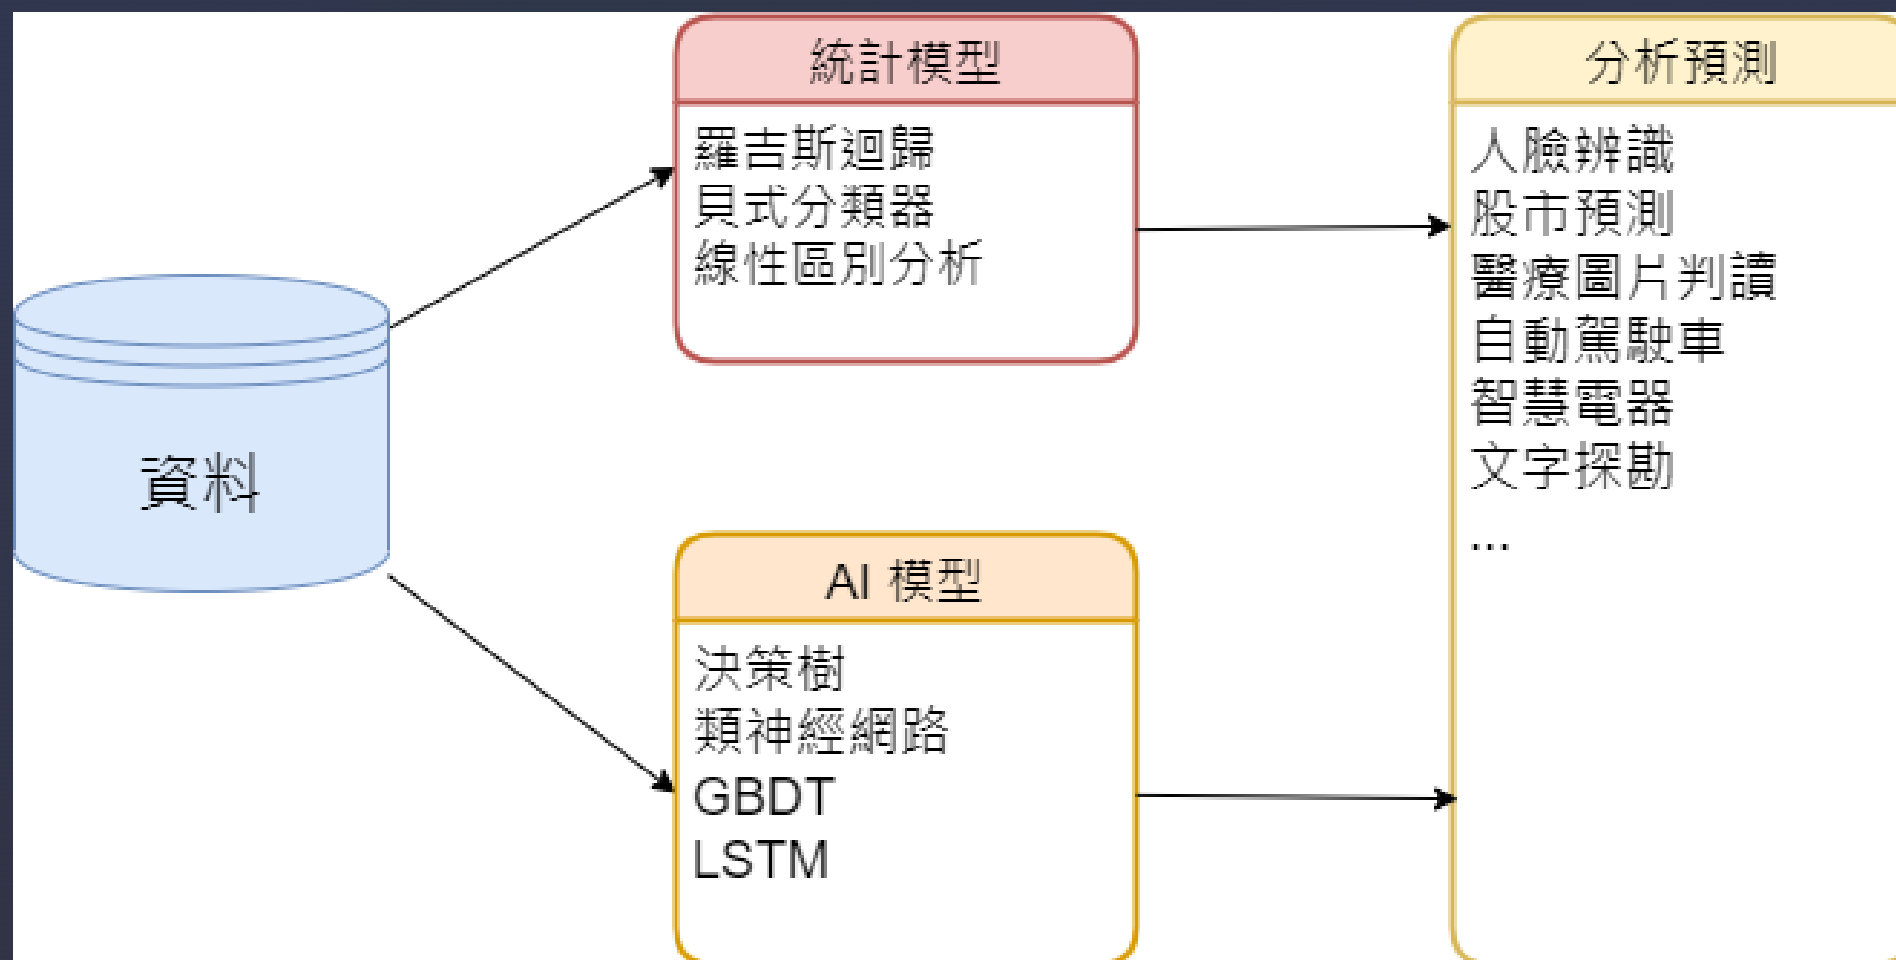 資料
統計模型
羅吉斯迴歸
貝式分類器
線性區別分析
AI 模型
決策樹
類神經網路
GBDT
LSTM
分析預測
人臉辨識
股市預測
醫療圖片判讀
自動駕駛車
智慧電器
文字探勘
...